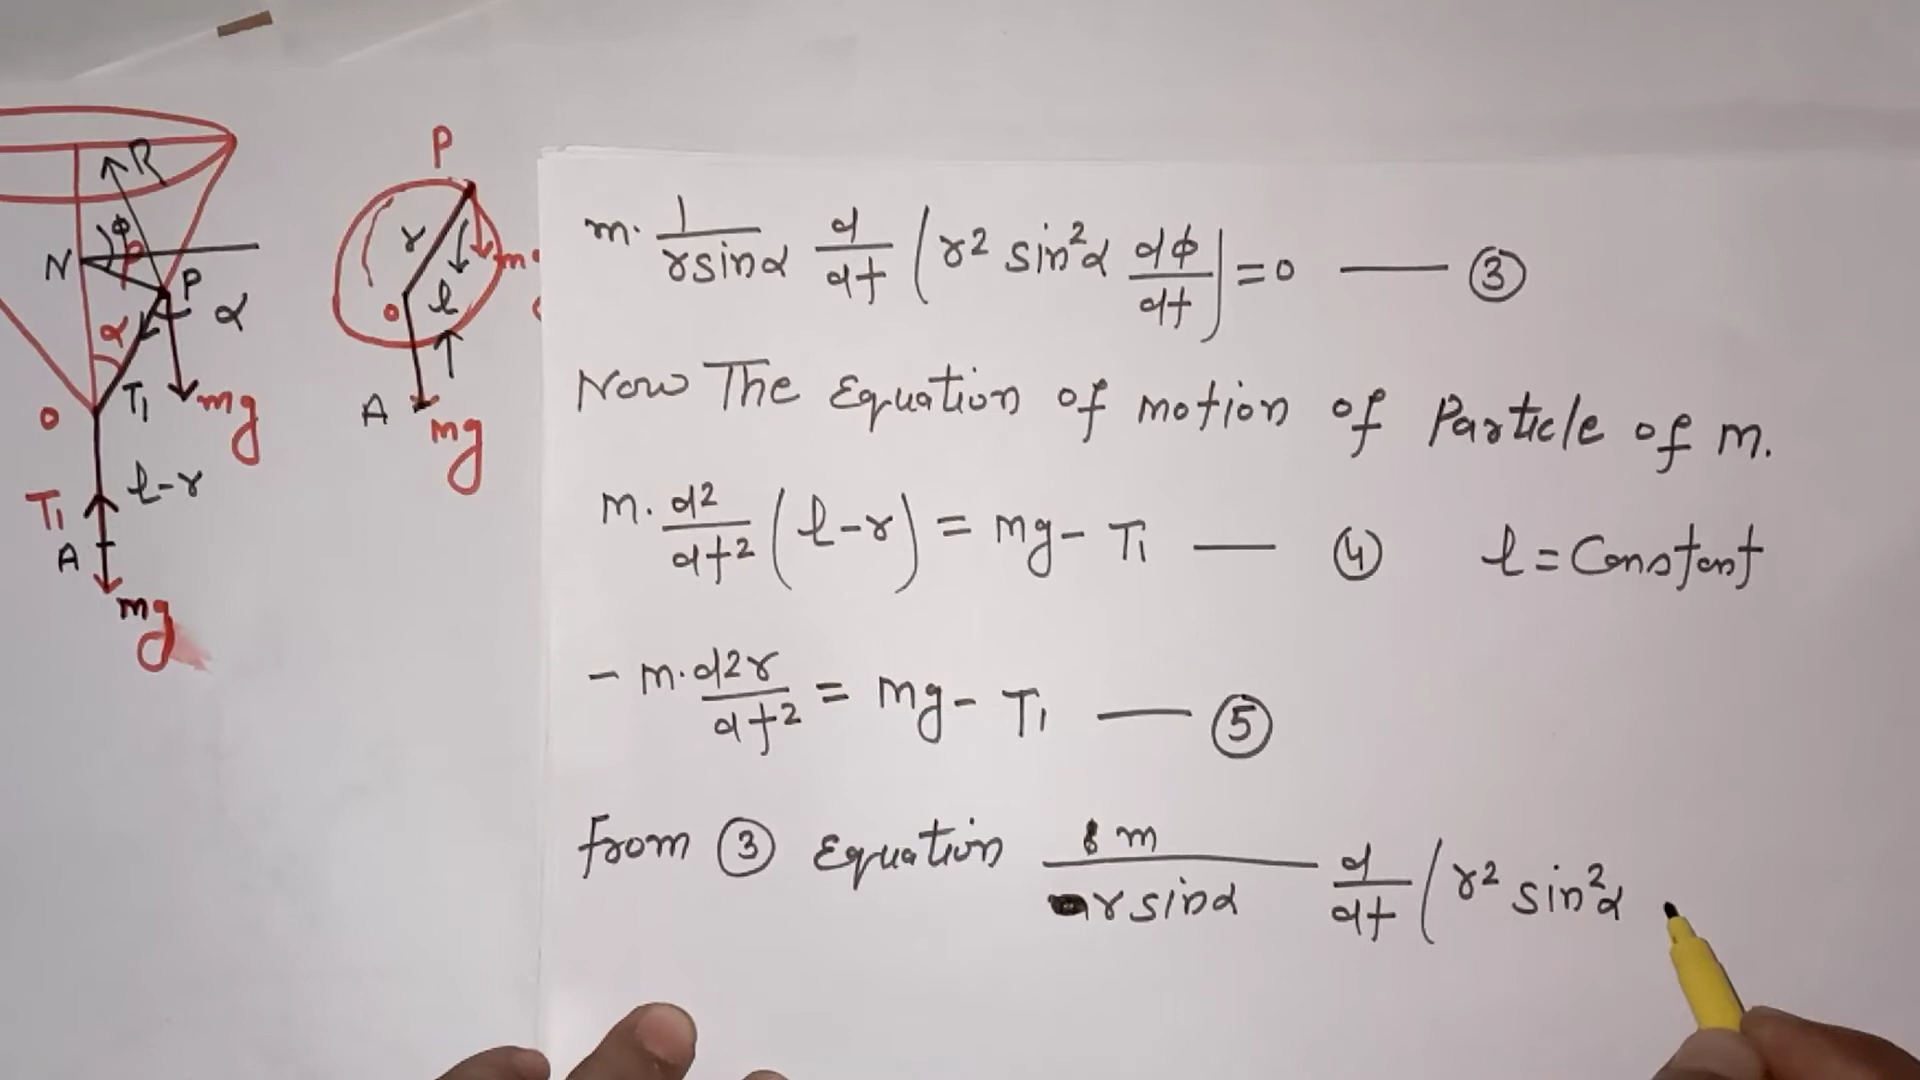 R
N φ P
α α
O T₁ mg
T₁ l-r
A
mg
P
r l m
O
A mg
m. 1/(r sinα) d/dt (r² sin²α dφ/dt) = 0 — ③
Now The Equation of motion of Particle of m.
m. d²/dt² (l-r) = mg - T₁ — ④ l = Constant
- m. d2r/dt² = mg - T₁ — ⑤
from ③ Equation m/(r sinα) d/dt (r² sin²α